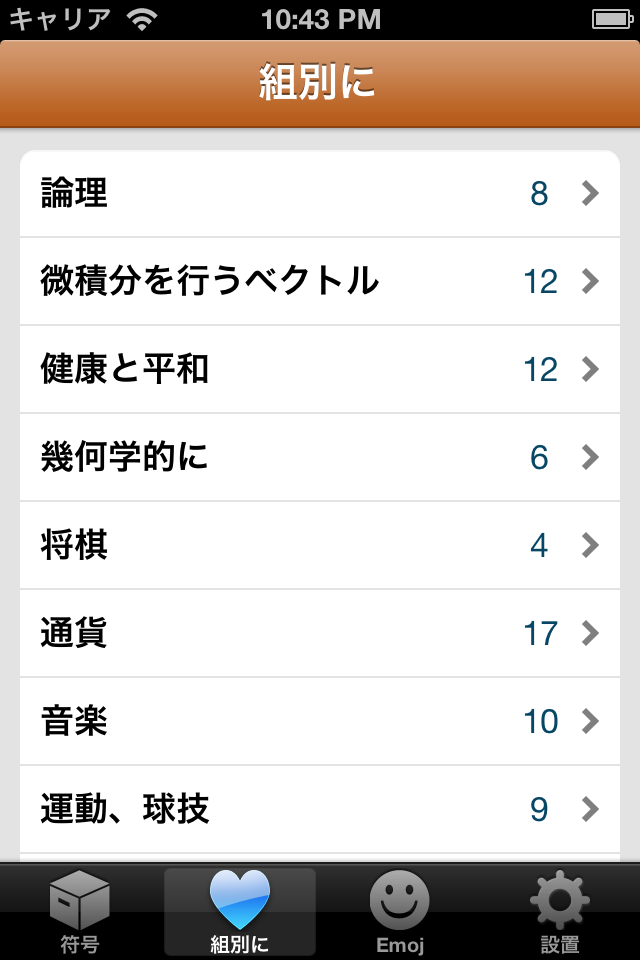 キャリア 10:43 PM
組別に
論理 8
微積分を行うベクトル 12
健康と平和 12
幾何学的に 6
将棋 4
通貨 17
音楽 10
運動、球技 9
符号 組別に Emoj 設置